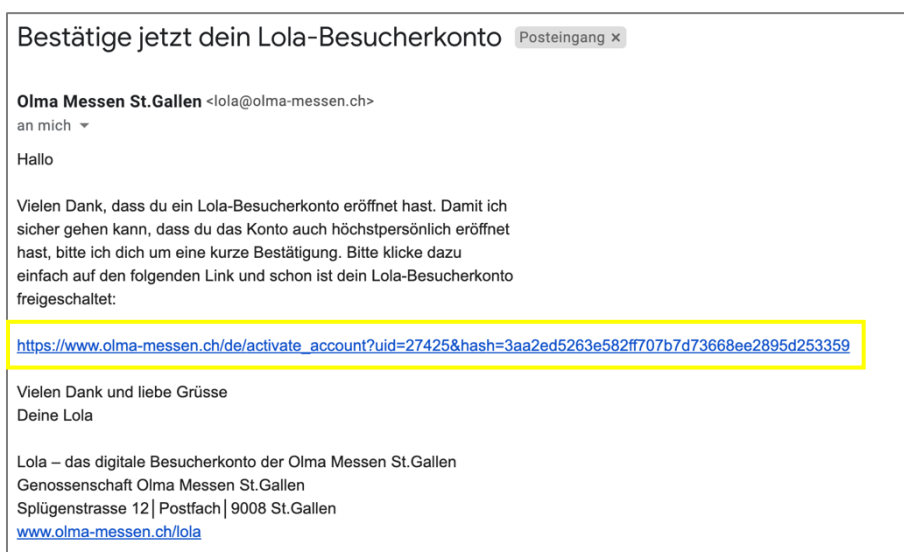 Bestätige jetzt dein Lola-Besucherkonto Posteingang ×
Olma Messen St.Gallen <lola@olma-messen.ch>
an mich
Hallo
Vielen Dank, dass du ein Lola-Besucherkonto eröffnet hast. Damit ich
sicher gehen kann, dass du das Konto auch höchstpersönlich eröffnet
hast, bitte ich dich um eine kurze Bestätigung. Bitte klicke dazu
einfach auf den folgenden Link und schon ist dein Lola-Besucherkonto
freigeschaltet:
https://www.olma-messen.ch/de/activate_account?uid=27425&hash=3aa2ed5263e582ff707b7d73668ee2895d253359
Vielen Dank und liebe Grüsse
Deine Lola
Lola – das digitale Besucherkonto der Olma Messen St.Gallen
Genossenschaft Olma Messen St.Gallen
Splügenstrasse 12│Postfach│9008 St.Gallen
www.olma-messen.ch/lola